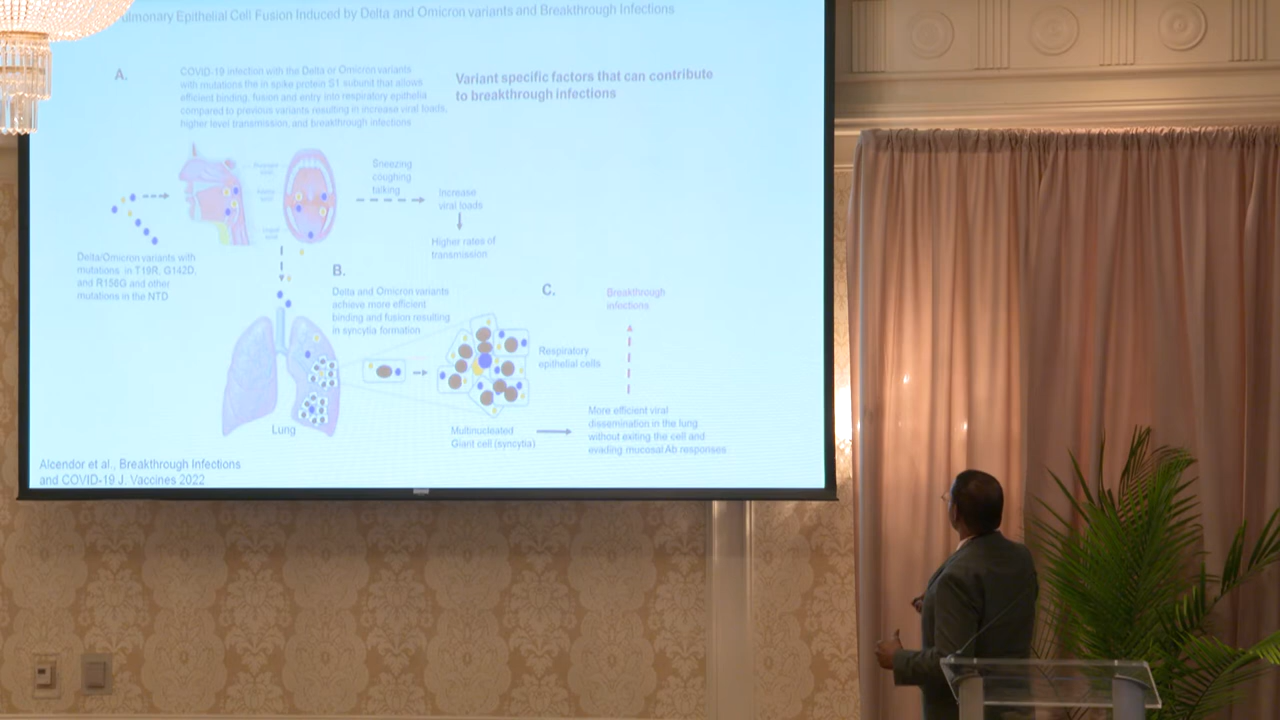 ulmonary Epithelial Cell Fusion Induced by Delta and Omicron variants and Breakthrough Infections
A.
COVID-19 infection with the Delta or Omicron variants
with mutations the in spike protein S1 subunit that allows
efficient binding, fusion and entry into respiratory epithelia
compared to previous variants resulting in increase viral loads,
higher level transmission, and breakthrough infections
Variant specific factors that can contribute
to breakthrough infections
Sneezing
coughing
talking
Increase
viral loads
Higher rates of
transmission
Delta/Omicron variants with
mutations in T19R, G142D,
and R156G and other
mutations in the NTD
B.
Delta and Omicron variants
achieve more efficient
binding and fusion resulting
in syncytia formation
C.
Breakthrough
infections
Respiratory
epithelial cells
Lung
Multinucleated
Giant cell (syncytia)
More efficient viral
dissemination in the lung
without exiting the cell and
evading mucosal Ab responses
Alcendor et al., Breakthrough Infections
and COVID-19 J. Vaccines 2022